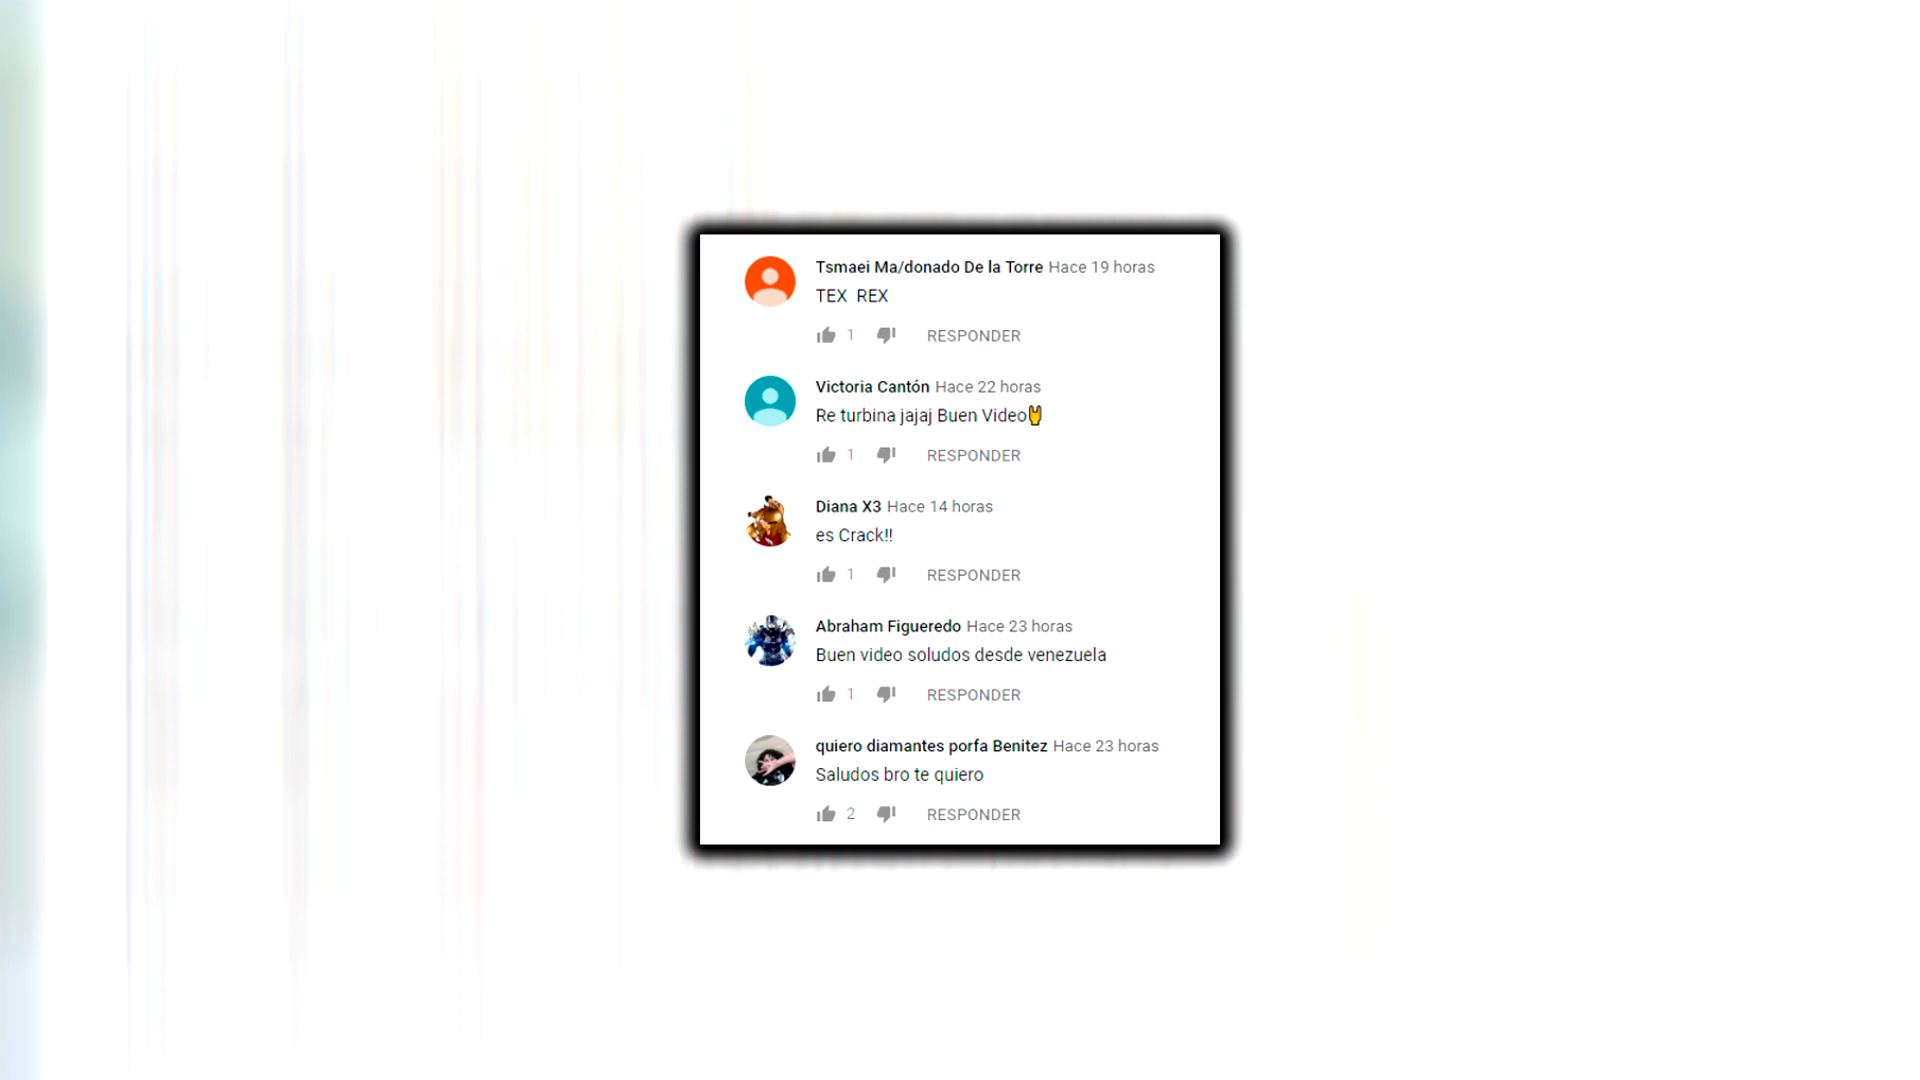 Tsmaei Ma/donado De la Torre Hace 19 horas
TEX REX
1 RESPONDER
Victoria Cantón Hace 22 horas
Re turbina jajaj Buen Video🤘
1 RESPONDER
Diana X3 Hace 14 horas
es Crack!!
1 RESPONDER
Abraham Figueredo Hace 23 horas
Buen video soludos desde venezuela
1 RESPONDER
quiero diamantes porfa Benitez Hace 23 horas
Saludos bro te quiero
2 RESPONDER